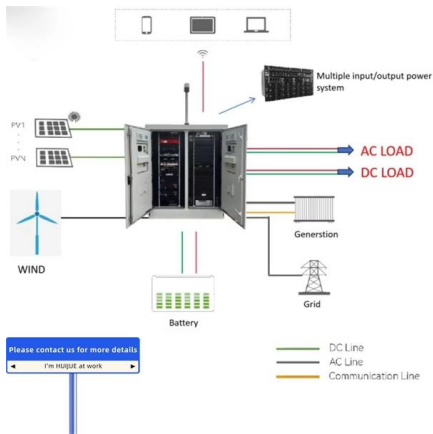 Multiple input/output power
system
PV1
PVN
AC LOAD
DC LOAD
WIND
Generstion
Grid
Battery
Please contact us for more details
I'm HUIJUE at work
DC Line
AC Line
Communication Line